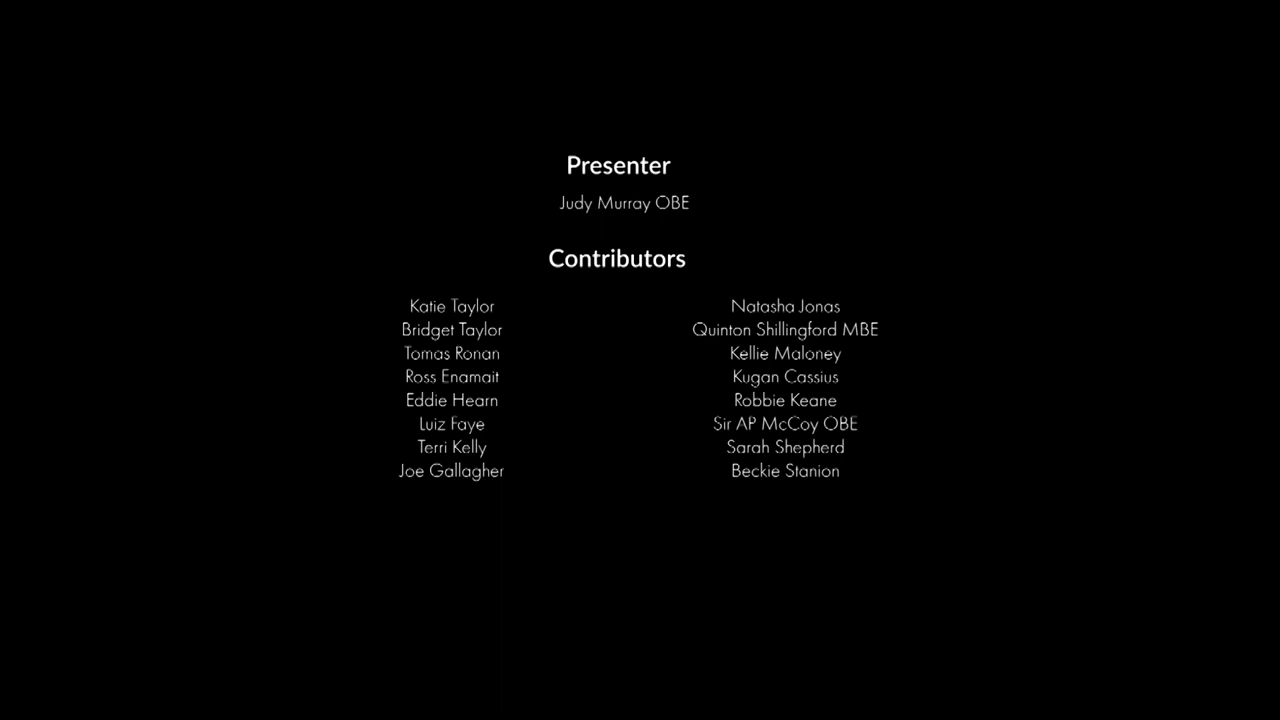 Presenter
Judy Murray OBE
Contributors
Katie Taylor
Bridget Taylor
Tomas Ronan
Ross Enamait
Eddie Hearn
Luiz Faye
Terri Kelly
Joe Gallagher
Natasha Jonas
Quinton Shillingford MBE
Kellie Maloney
Kugan Cassius
Robbie Keane
Sir AP McCoy OBE
Sarah Shepherd
Beckie Stanion